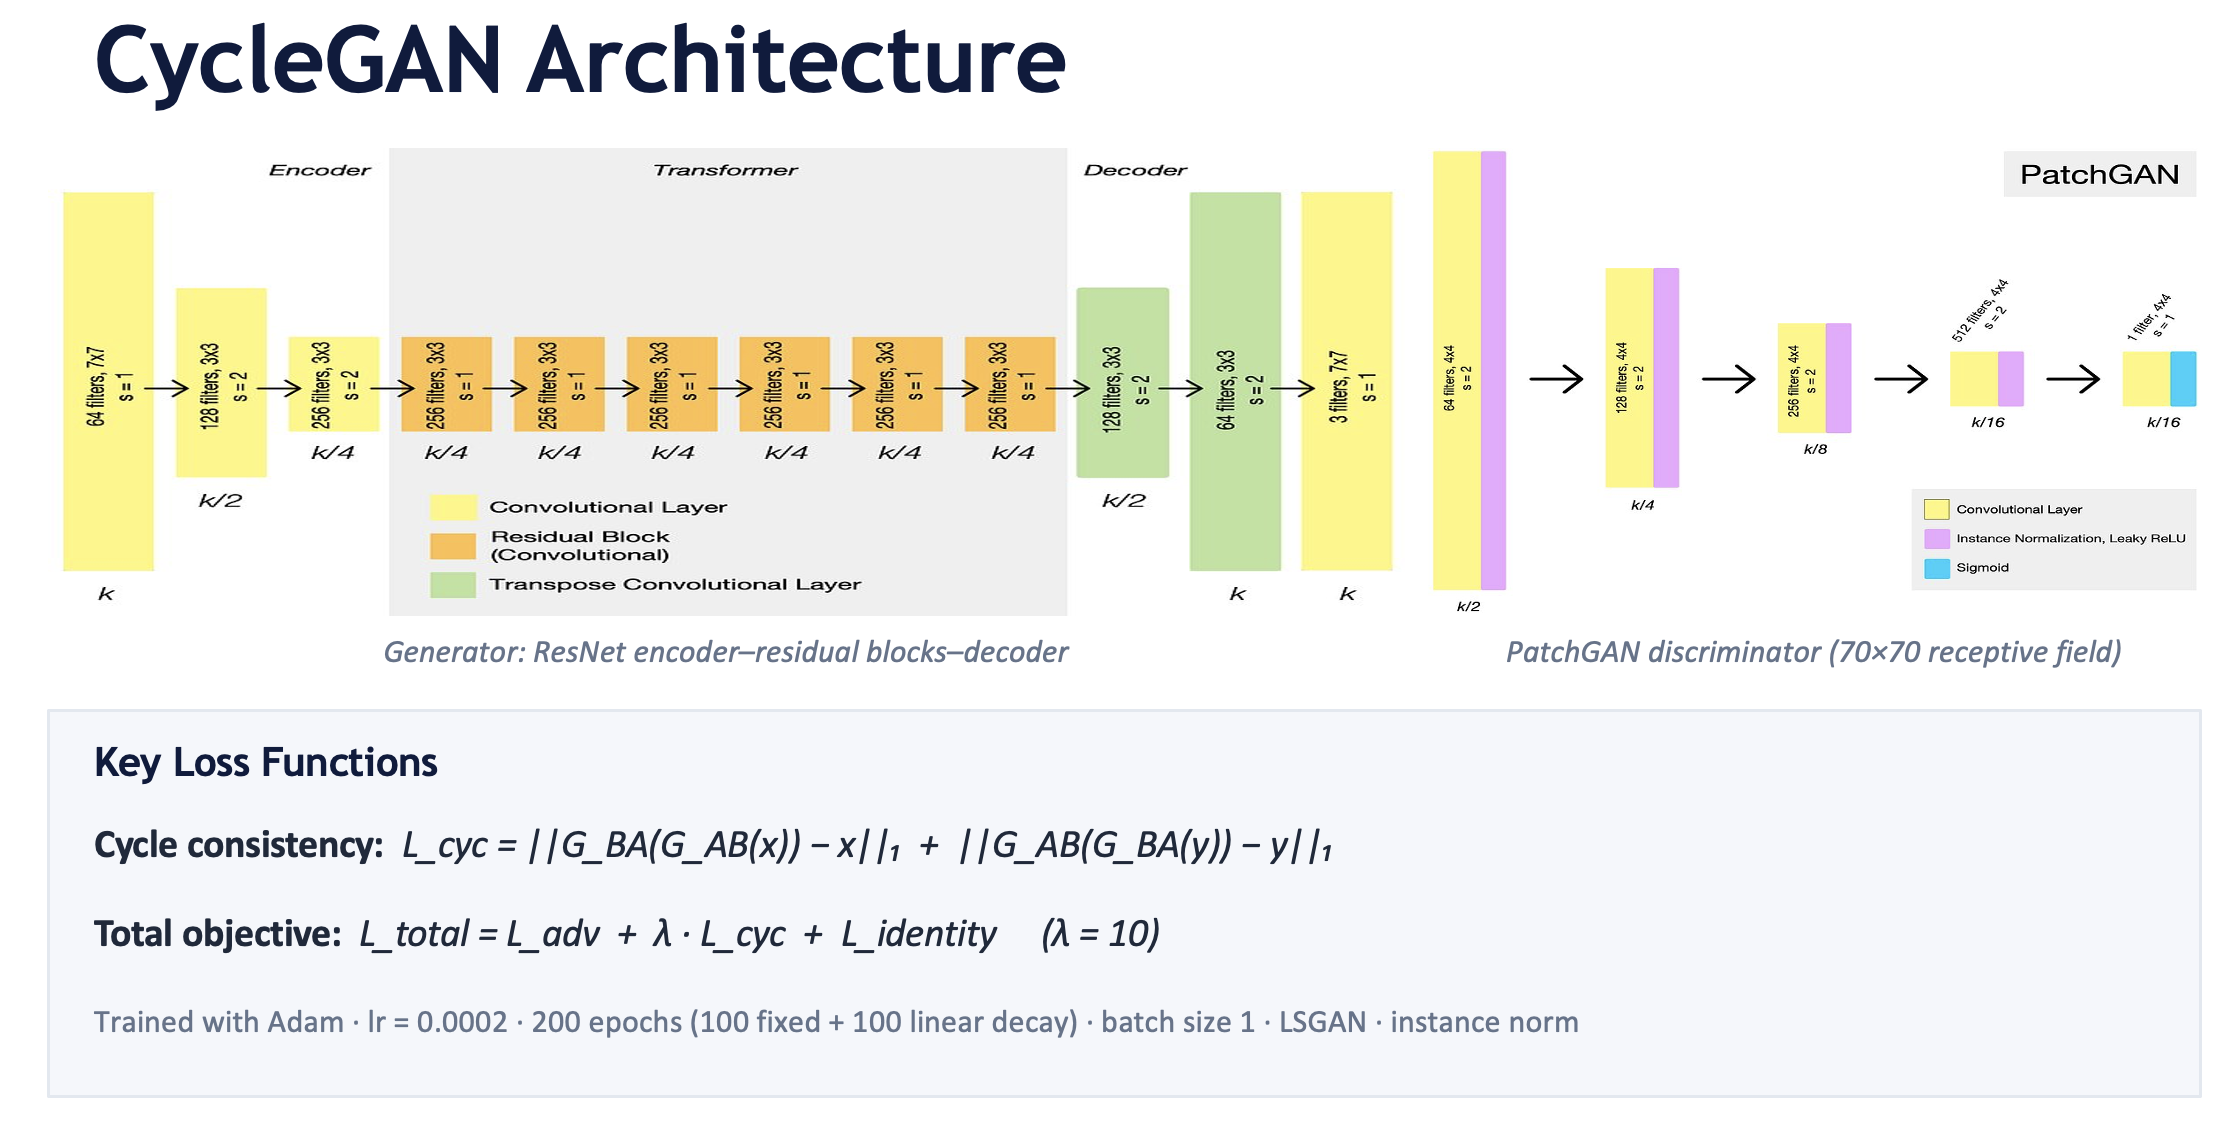 CycleGAN Architecture
Encoder
Transformer
Decoder
64 filters, 7x7
s = 1
k
128 filters, 3x3
s = 2
k/2
256 filters, 3x3
s = 2
k/4
256 filters, 3x3
s = 1
k/4
256 filters, 3x3
s = 1
k/4
256 filters, 3x3
s = 1
k/4
256 filters, 3x3
s = 1
k/4
256 filters, 3x3
s = 1
k/4
256 filters, 3x3
s = 1
k/4
128 filters, 3x3
s = 2
k/2
64 filters, 3x3
s = 2
k
3 filters, 7x7
s = 1
k
Convolutional Layer
Residual Block
(Convolutional)
Transpose Convolutional Layer
Generator: ResNet encoder–residual blocks–decoder
PatchGAN
64 filters, 4x4
s = 2
k/2
128 filters, 4x4
s = 2
k/4
256 filters, 4x4
s = 2
k/8
512 filters, 4x4
s = 2
k/16
1 filter, 4x4
s = 1
k/16
Convolutional Layer
Instance Normalization, Leaky ReLU
Sigmoid
PatchGAN discriminator (70×70 receptive field)
Key Loss Functions
Cycle consistency: L_cyc = ||G_BA(G_AB(x)) − x||₁ + ||G_AB(G_BA(y)) − y||₁
Total objective: L_total = L_adv + λ · L_cyc + L_identity (λ = 10)
Trained with Adam · lr = 0.0002 · 200 epochs (100 fixed + 100 linear decay) · batch size 1 · LSGAN · instance norm